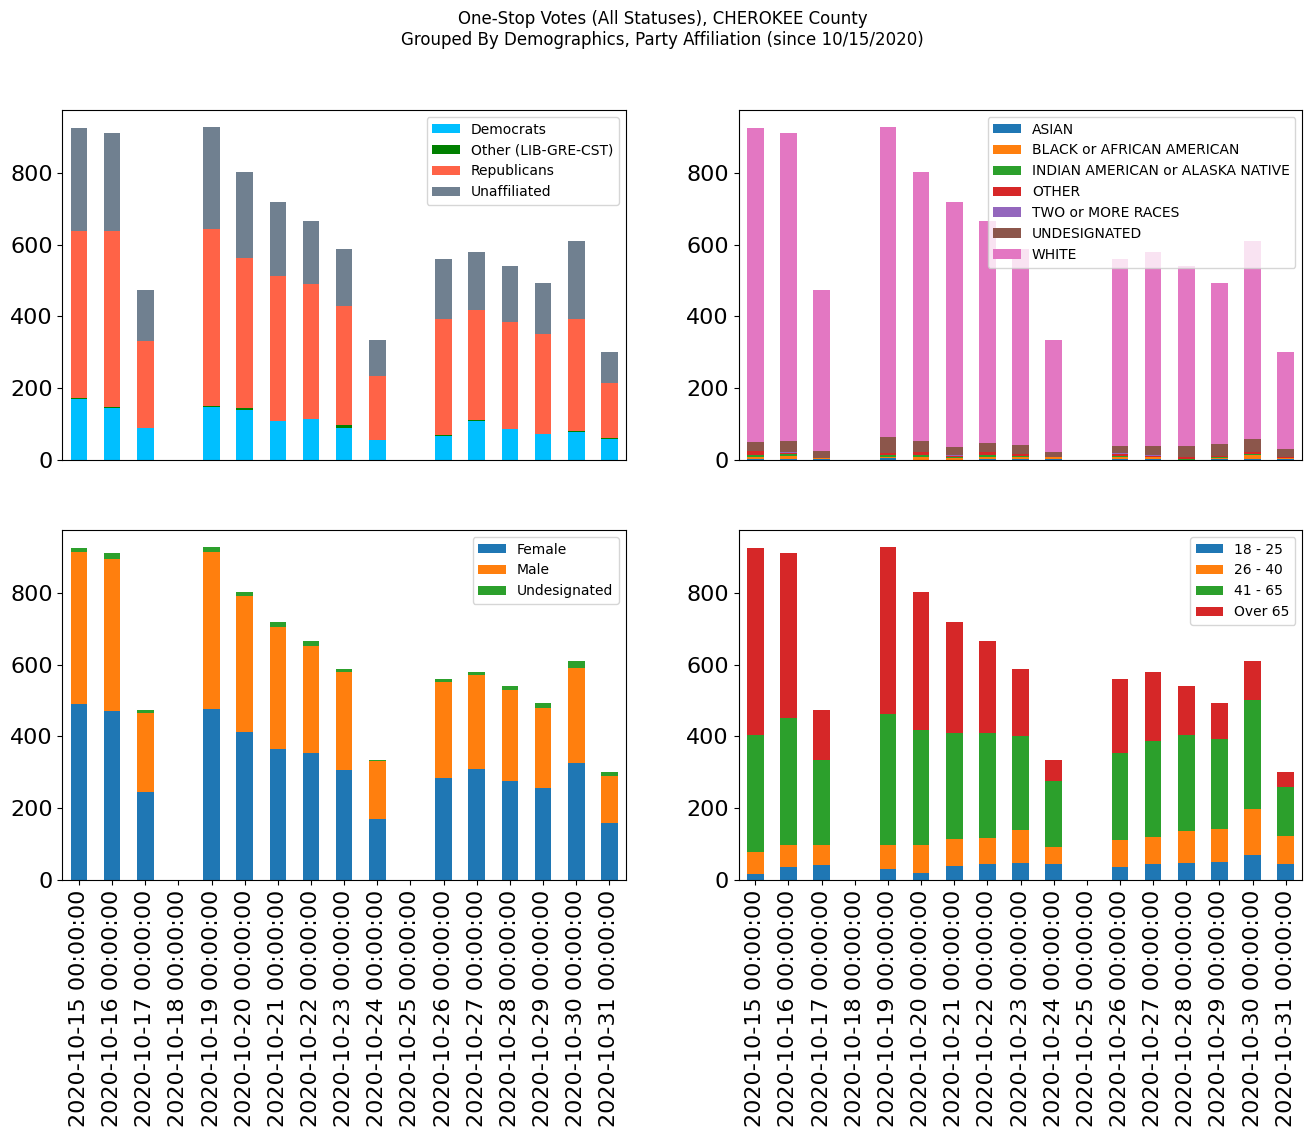 One-Stop Votes (All Statuses), CHEROKEE County
Grouped By Demographics, Party Affiliation (since 10/15/2020)
Democrats
Other (LIB-GRE-CST)
Republicans
Unaffiliated
800
600
400
200
0
ASIAN
BLACK or AFRICAN AMERICAN
INDIAN AMERICAN or ALASKA NATIVE
OTHER
TWO or MORE RACES
UNDESIGNATED
WHITE
800
600
400
200
0
Female
Male
Undesignated
800
600
400
200
0
2020-10-15 00:00:00
2020-10-16 00:00:00
2020-10-17 00:00:00
2020-10-18 00:00:00
2020-10-19 00:00:00
2020-10-20 00:00:00
2020-10-21 00:00:00
2020-10-22 00:00:00
2020-10-23 00:00:00
2020-10-24 00:00:00
2020-10-25 00:00:00
2020-10-26 00:00:00
2020-10-27 00:00:00
2020-10-28 00:00:00
2020-10-29 00:00:00
2020-10-30 00:00:00
2020-10-31 00:00:00
18 - 25
26 - 40
41 - 65
Over 65
800
600
400
200
0
2020-10-15 00:00:00
2020-10-16 00:00:00
2020-10-17 00:00:00
2020-10-18 00:00:00
2020-10-19 00:00:00
2020-10-20 00:00:00
2020-10-21 00:00:00
2020-10-22 00:00:00
2020-10-23 00:00:00
2020-10-24 00:00:00
2020-10-25 00:00:00
2020-10-26 00:00:00
2020-10-27 00:00:00
2020-10-28 00:00:00
2020-10-29 00:00:00
2020-10-30 00:00:00
2020-10-31 00:00:00